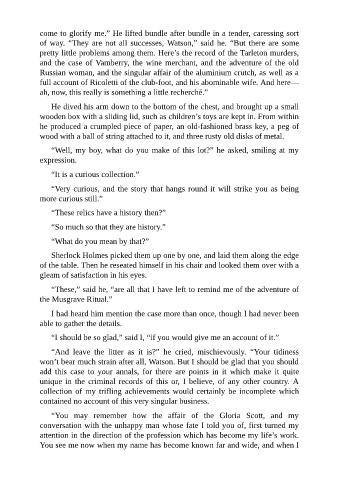 come to glorify me.” He lifted bundle after bundle in a tender, caressing sort
of way. “They are not all successes, Watson,” said he. “But there are some
pretty little problems among them. Here’s the record of the Tarleton murders,
and the case of Vamberry, the wine merchant, and the adventure of the old
Russian woman, and the singular affair of the aluminium crutch, as well as a
full account of Ricoletti of the club-foot, and his abominable wife. And here—
ah, now, this really is something a little recherché.”
He dived his arm down to the bottom of the chest, and brought up a small
wooden box with a sliding lid, such as children’s toys are kept in. From within
he produced a crumpled piece of paper, an old-fashioned brass key, a peg of
wood with a ball of string attached to it, and three rusty old disks of metal.
“Well, my boy, what do you make of this lot?” he asked, smiling at my
expression.
“It is a curious collection.”
“Very curious, and the story that hangs round it will strike you as being
more curious still.”
“These relics have a history then?”
“So much so that they are history.”
“What do you mean by that?”
Sherlock Holmes picked them up one by one, and laid them along the edge
of the table. Then he reseated himself in his chair and looked them over with a
gleam of satisfaction in his eyes.
“These,” said he, “are all that I have left to remind me of the adventure of
the Musgrave Ritual.”
I had heard him mention the case more than once, though I had never been
able to gather the details.
“I should be so glad,” said I, “if you would give me an account of it.”
“And leave the litter as it is?” he cried, mischievously. “Your tidiness
won’t bear much strain after all, Watson. But I should be glad that you should
add this case to your annals, for there are points in it which make it quite
unique in the criminal records of this or, I believe, of any other country. A
collection of my trifling achievements would certainly be incomplete which
contained no account of this very singular business.
“You may remember how the affair of the Gloria Scott, and my
conversation with the unhappy man whose fate I told you of, first turned my
attention in the direction of the profession which has become my life’s work.
You see me now when my name has become known far and wide, and when I